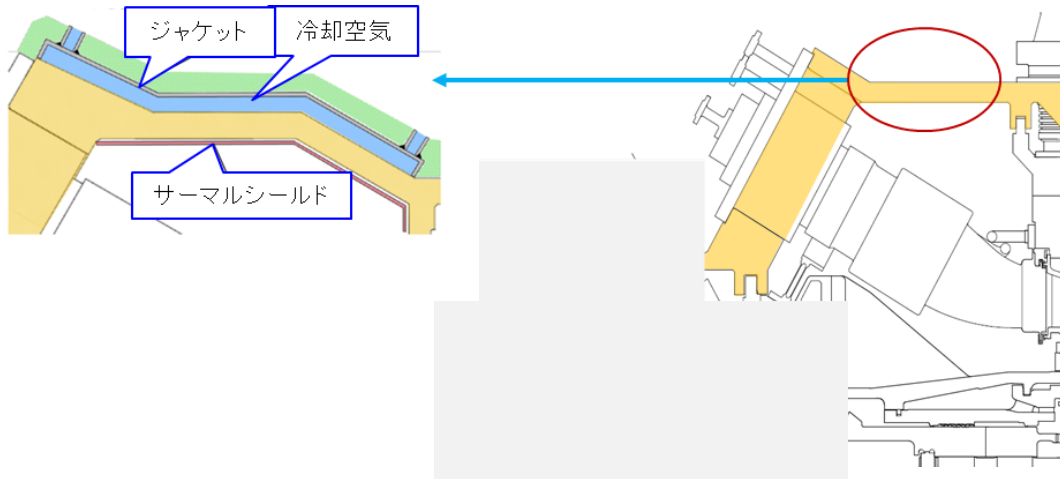 ジャケット
冷却空気
サーマルシールド